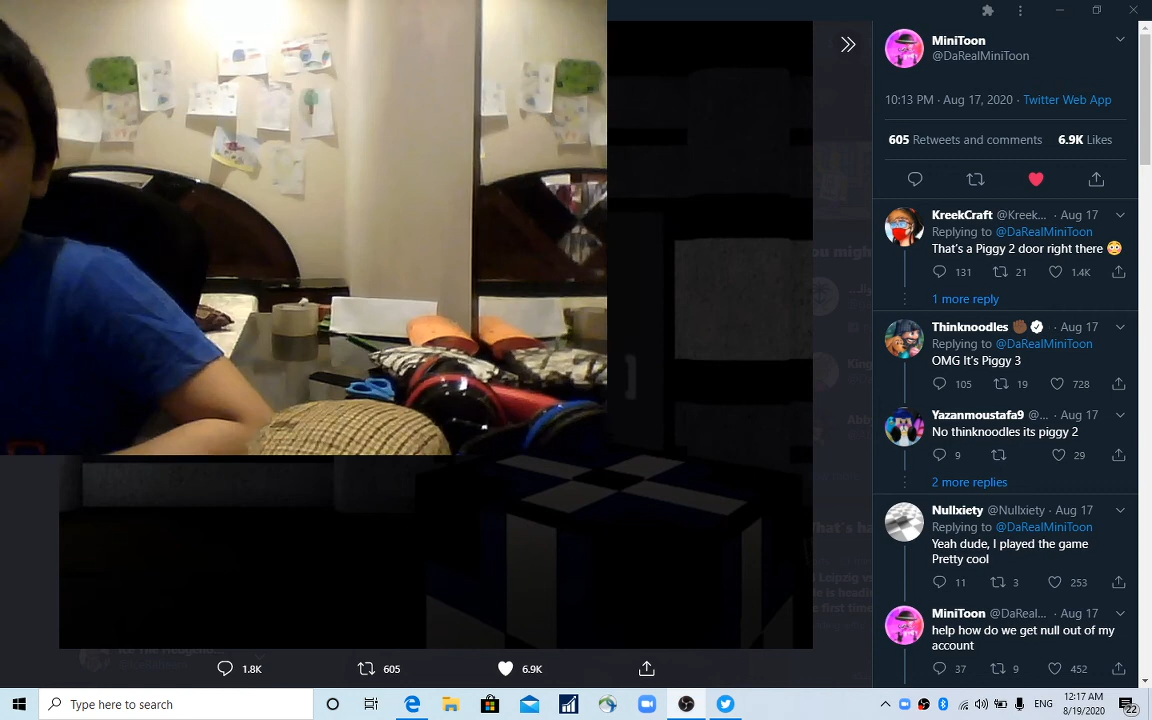 MiniToon
@DaRealMiniToon
10:13 PM · Aug 17, 2020 · Twitter Web App
605 Retweets and comments 6.9K Likes
KreekCraft @Kreek... · Aug 17
Replying to @DaRealMiniToon
That's a Piggy 2 door right there 😳
131 21 1.4K
1 more reply
Thinknoodles ✊🏾 · Aug 17
Replying to @DaRealMiniToon
OMG It's Piggy 3
105 19 728
Yazanmoustafa9 @... · Aug 17
No thinknoodles its piggy 2
9 29
2 more replies
Nullxiety @Nullxiety · Aug 17
Replying to @DaRealMiniToon
Yeah dude, I played the game
Pretty cool
11 3 253
MiniToon @DaReal... · Aug 17
help how do we get null out of my
account
37 9 452
1.8K 605 6.9K
Type here to search
ENG
12:17 AM
8/19/2020
22